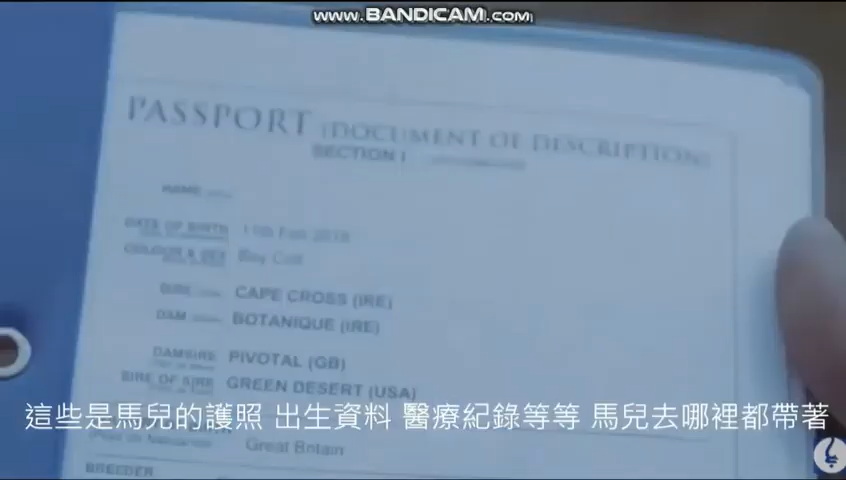 www.BANDICAM.com
PASSPORT (DOCUMENT OF DESCRIPTION)
SECTION I
NAME
DATE OF BIRTH
COLOUR & SEX Bay Colt
SIRE CAPE CROSS (IRE)
DAM BOTANIQUE (IRE)
DAMSIRE PIVOTAL (GB)
SIRE OF SIRE GREEN DESERT (USA)
這些是馬兒的護照 出生資料 醫療紀錄等等 馬兒去哪裡都帶著
Great Britain
BREEDER